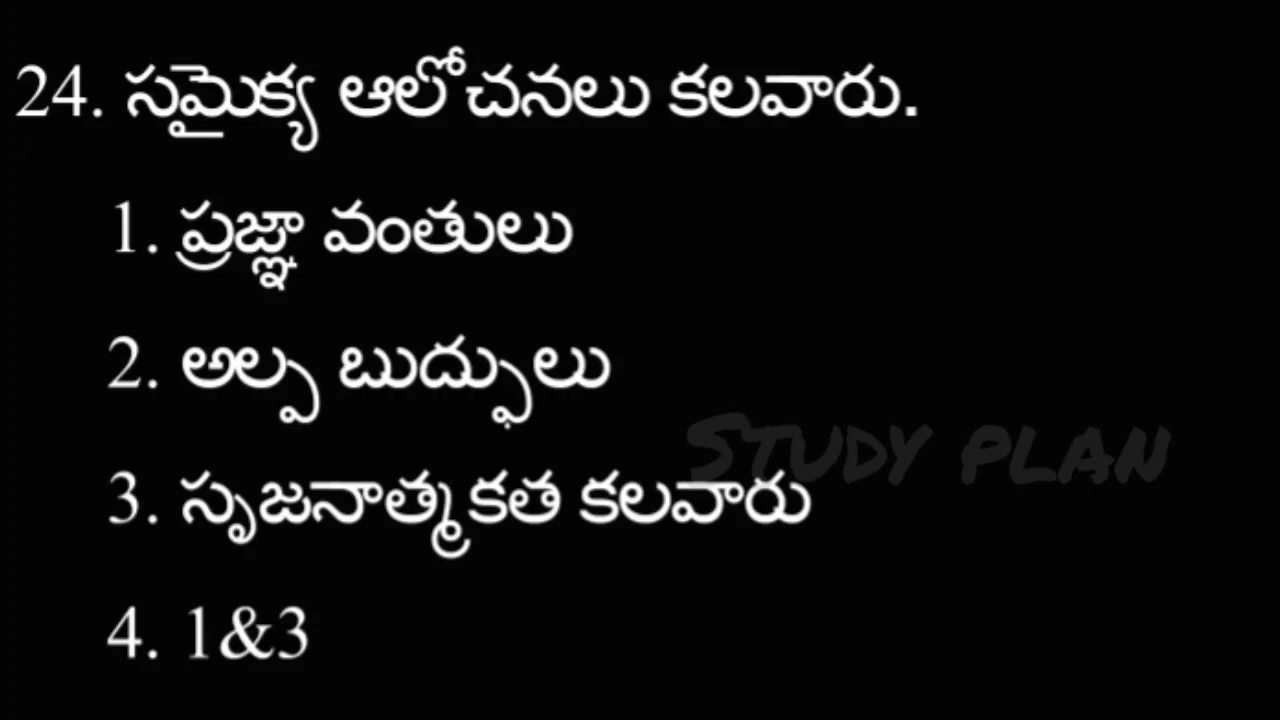 24. సమైక్య ఆలోచనలు కలవారు.
1. ప్రజ్ఞా వంతులు
2. అల్ప బుద్ఫులు
STUDY PLAN
3. సృజనాత్మకత కలవారు
4. 1&3